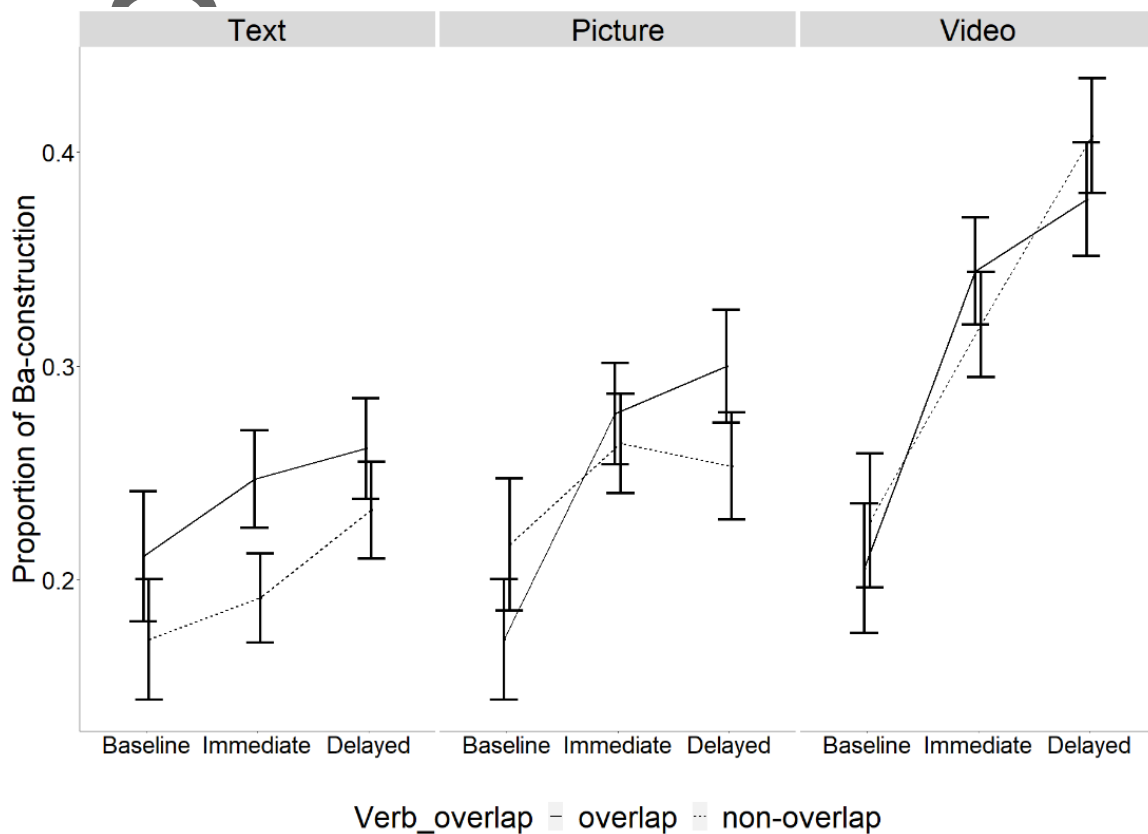 Text Picture Video
Proportion of Ba-construction
0.4
0.3
0.2
Baseline Immediate Delayed Baseline Immediate Delayed Baseline Immediate Delayed
Verb_overlap overlap non-overlap